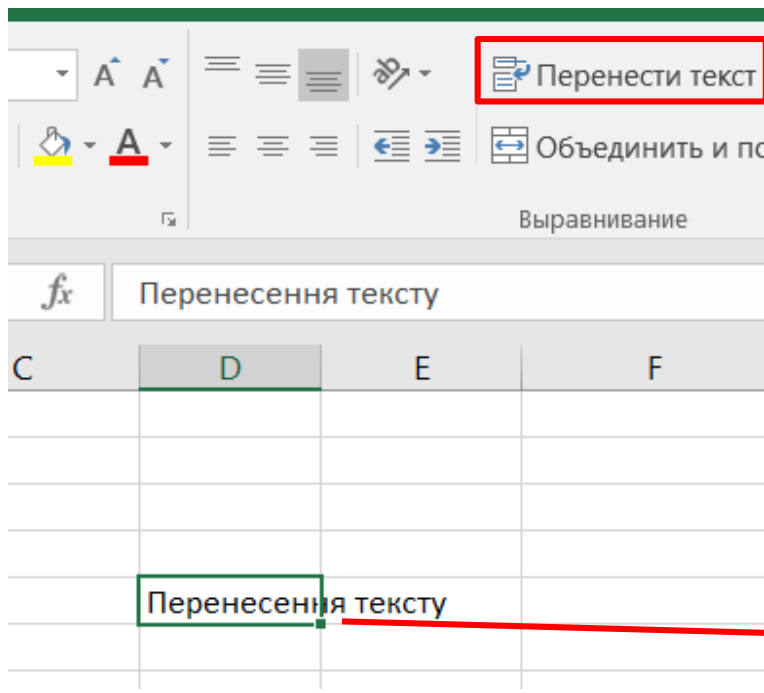 A A Перенести текст
A Объединить и по
Выравнивание
fx Перенесення тексту
C D E F
Перенесення тексту